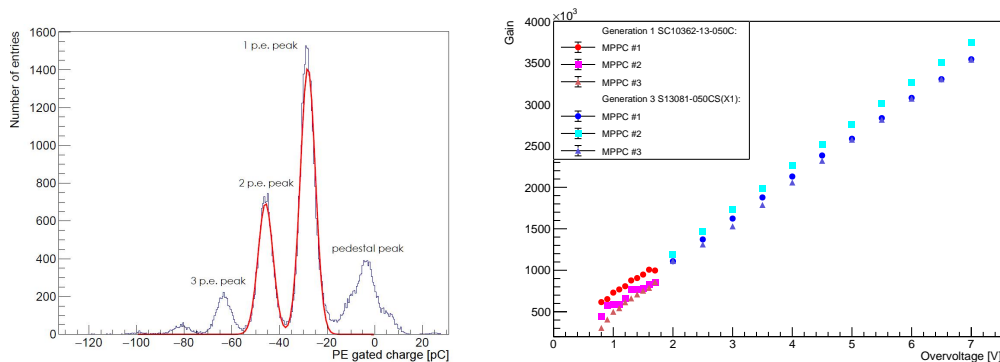 Number of entries
1600
1400
1200
1000
800
600
400
200
0
1 p.e. peak
2 p.e. peak
3 p.e. peak
pedestal peak
−120 −100 −80 −60 −40 −20 0 20
PE gated charge [pC]
Gain
×10³
4000
3500
3000
2500
2000
1500
1000
500
Generation 1 SC10362-13-050C:
MPPC #1
MPPC #2
MPPC #3
Generation 3 S13081-050CS(X1):
MPPC #1
MPPC #2
MPPC #3
0 1 2 3 4 5 6 7
Overvoltage [V]